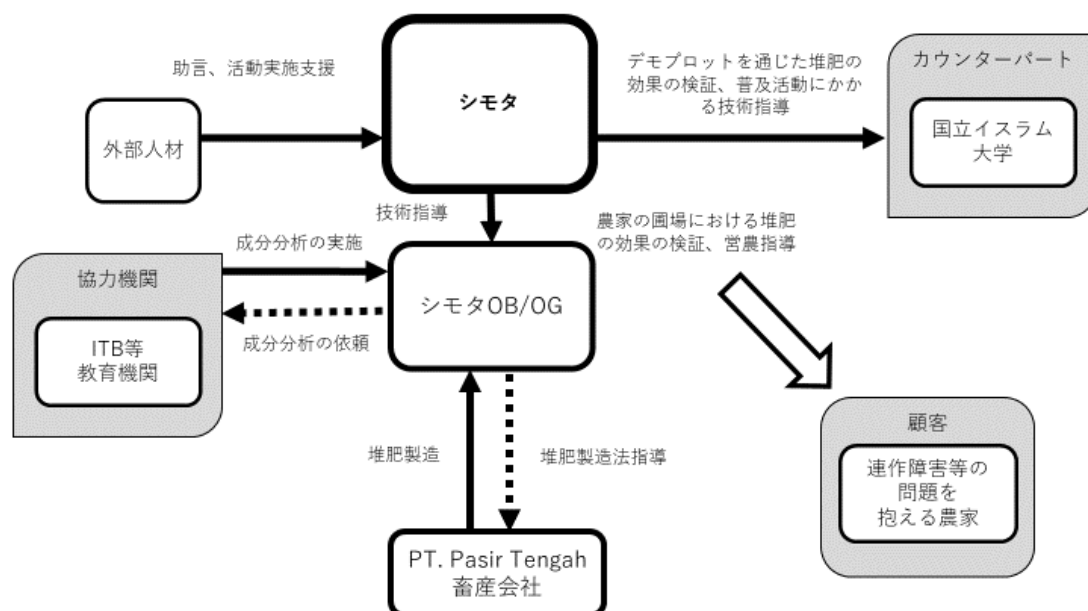 助言、活動実施支援
外部人材
シモタ
デモプロットを通じた堆肥の
効果の検証、普及活動にかか
る技術指導
カウンターパート
国立イスラム
大学
技術指導
農家の圃場における堆肥
の効果の検証、営農指導
成分分析の実施
協力機関
ITB等
教育機関
シモタOB/OG
成分分析の依頼
堆肥製造
堆肥製造法指導
顧客
連作障害等の
問題を
抱える農家
PT. Pasir Tengah
畜産会社